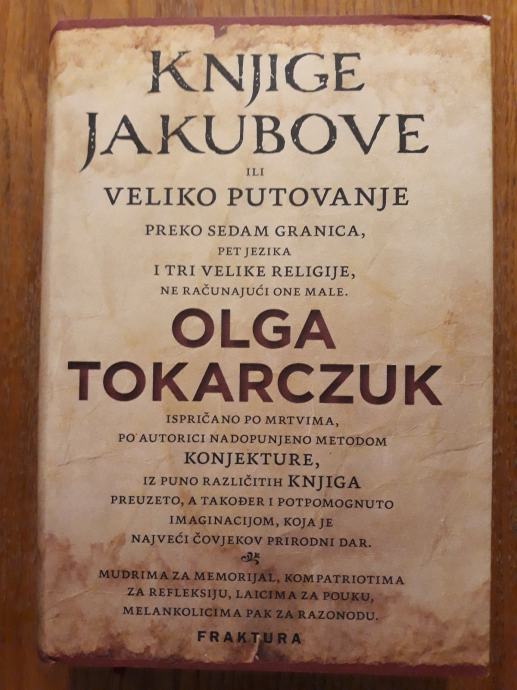 KNJIGE
JAKUBOVE
ILI
VELIKO PUTOVANJE
PREKO SEDAM GRANICA,
PET JEZIKA
I TRI VELIKE RELIGIJE,
NE RAČUNAJUĆI ONE MALE.
OLGA
TOKARCZUK
ISPRIČANO PO MRTVIMA,
PO AUTORICI NADOPUNJENO METODOM
KONJEKTURE,
IZ PUNO RAZLIČITIH KNJIGA
PREUZETO, A TAKOĐER I POTPOMOGNUTO
IMAGINACIJOM, KOJA JE
NAJVEĆI ČOVJEKOV PRIRODNI DAR.
MUDRIMA ZA MEMORIJAL, KOMPATRIOTIMA
ZA REFLEKSIJU, LAICIMA ZA POUKU,
MELANKOLICIMA PAK ZA RAZONODU.
FRAKTURA